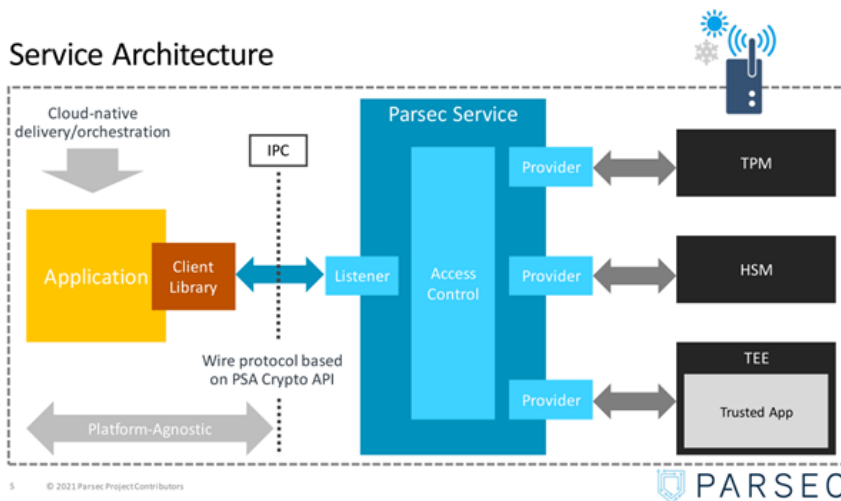 Service Architecture
Cloud-native
delivery/orchestration
IPC
Parsec Service
Provider
TPM
Application
Client
Library
Listener
Access
Control
Provider
HSM
Wire protocol based
on PSA Crypto API
Provider
TEE
Trusted App
Platform-Agnostic
5
© 2021 Parsec Project Contributors
PARSEC